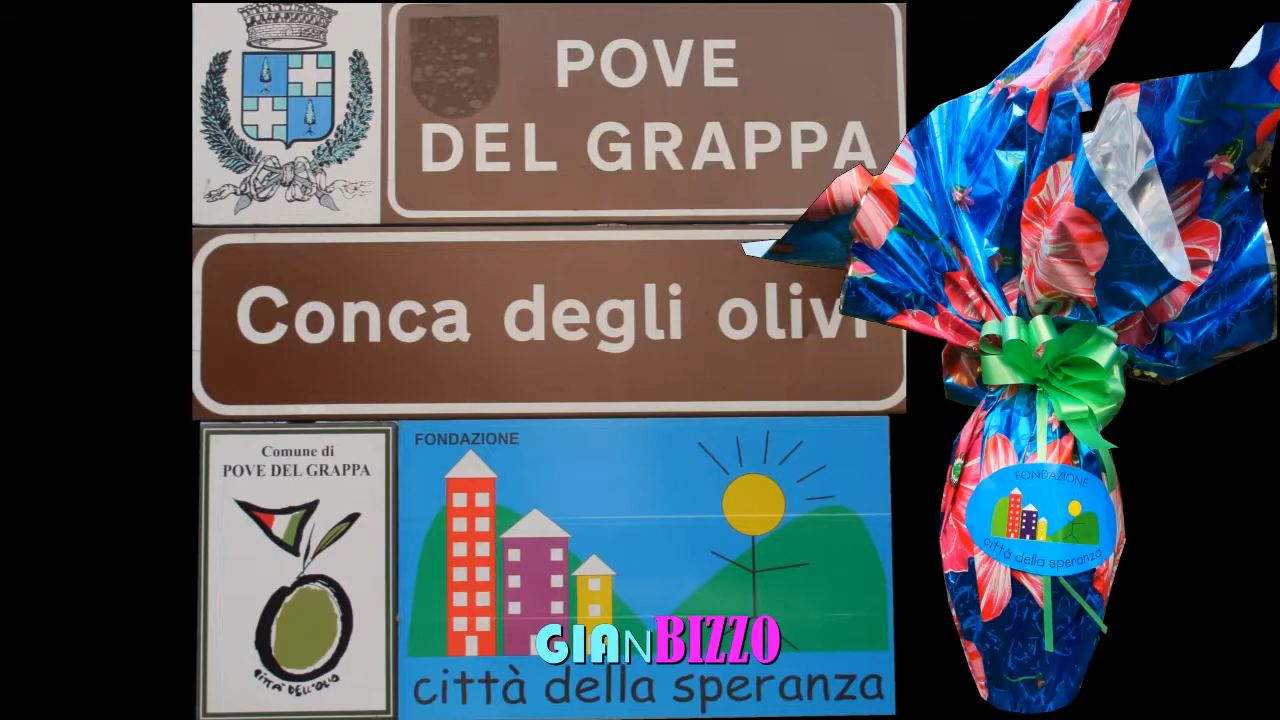 POVE
DEL GRAPPA
Conca degli olivi
Comune di
POVE DEL GRAPPA
CITTÀ DELL'OLIO
FONDAZIONE
città della speranza
GIANBIZZO
FONDAZIONE
città della speranza